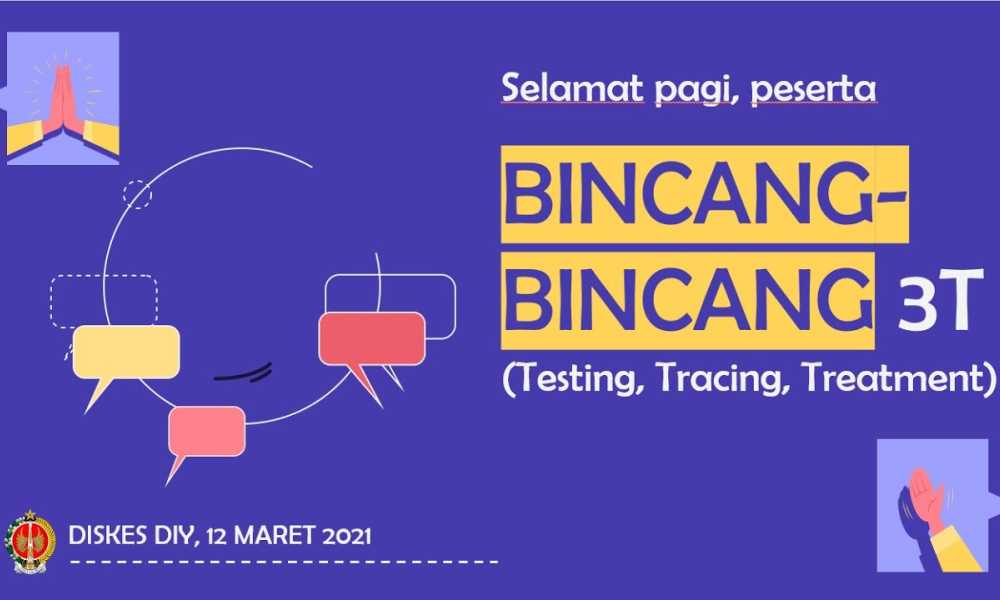 Selamat pagi, peserta
BINCANG-
BINCANG 3T
(Testing, Tracing, Treatment)
DISKES DIY, 12 MARET 2021